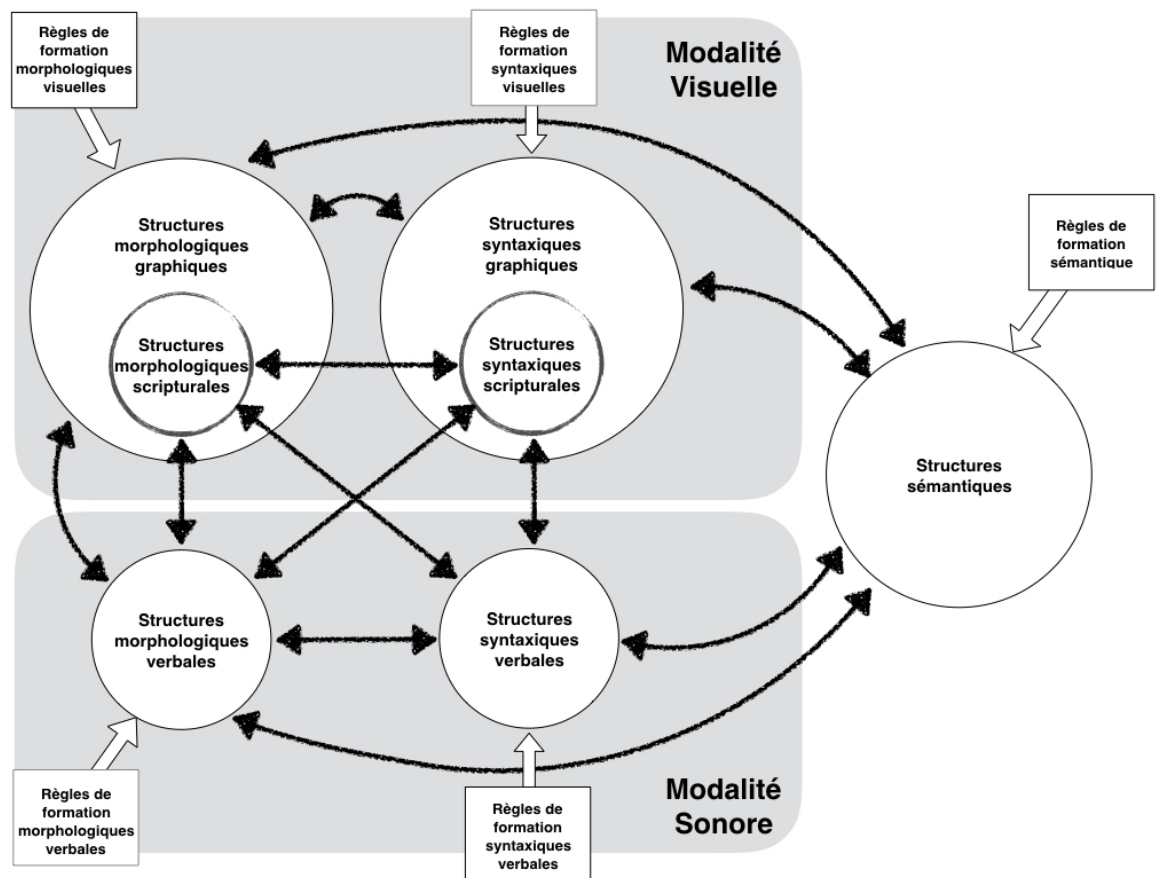 Règles de
formation
morphologiques
visuelles
Règles de
formation
syntaxiques
visuelles
Modalité
Visuelle
Structures
morphologiques
graphiques
Structures
syntaxiques
graphiques
Règles de
formation
sémantique
Structures
morphologiques
scripturales
Structures
syntaxiques
scripturales
Structures
sémantiques
Structures
morphologiques
verbales
Structures
syntaxiques
verbales
Règles de
formation
morphologiques
verbales
Règles de
formation
syntaxiques
verbales
Modalité
Sonore